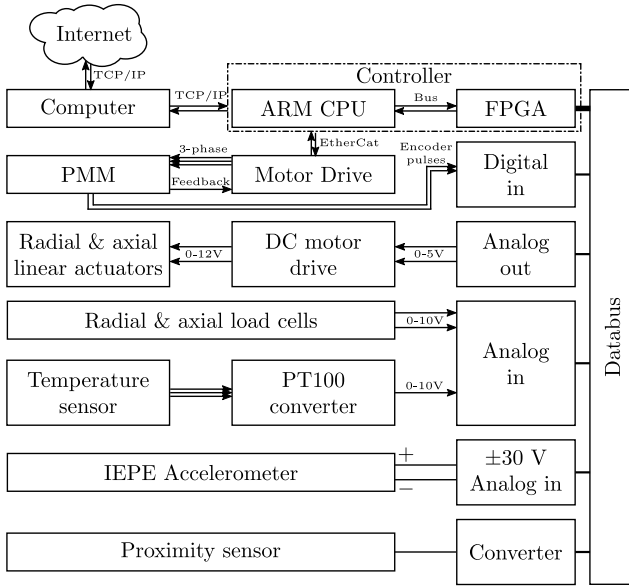 Internet
TCP/IP
Controller
Computer
TCP/IP
ARM CPU
Bus
FPGA
EtherCat
3-phase
Encoder
pulses
PMM
Feedback
Motor Drive
Digital
in
Radial & axial
linear actuators
0-12V
DC motor
drive
0-5V
Analog
out
Radial & axial load cells
0-10V
Analog
in
Temperature
sensor
PT100
converter
0-10V
IEPE Accelerometer
+
−
±30 V
Analog in
Proximity sensor
Converter
Databus